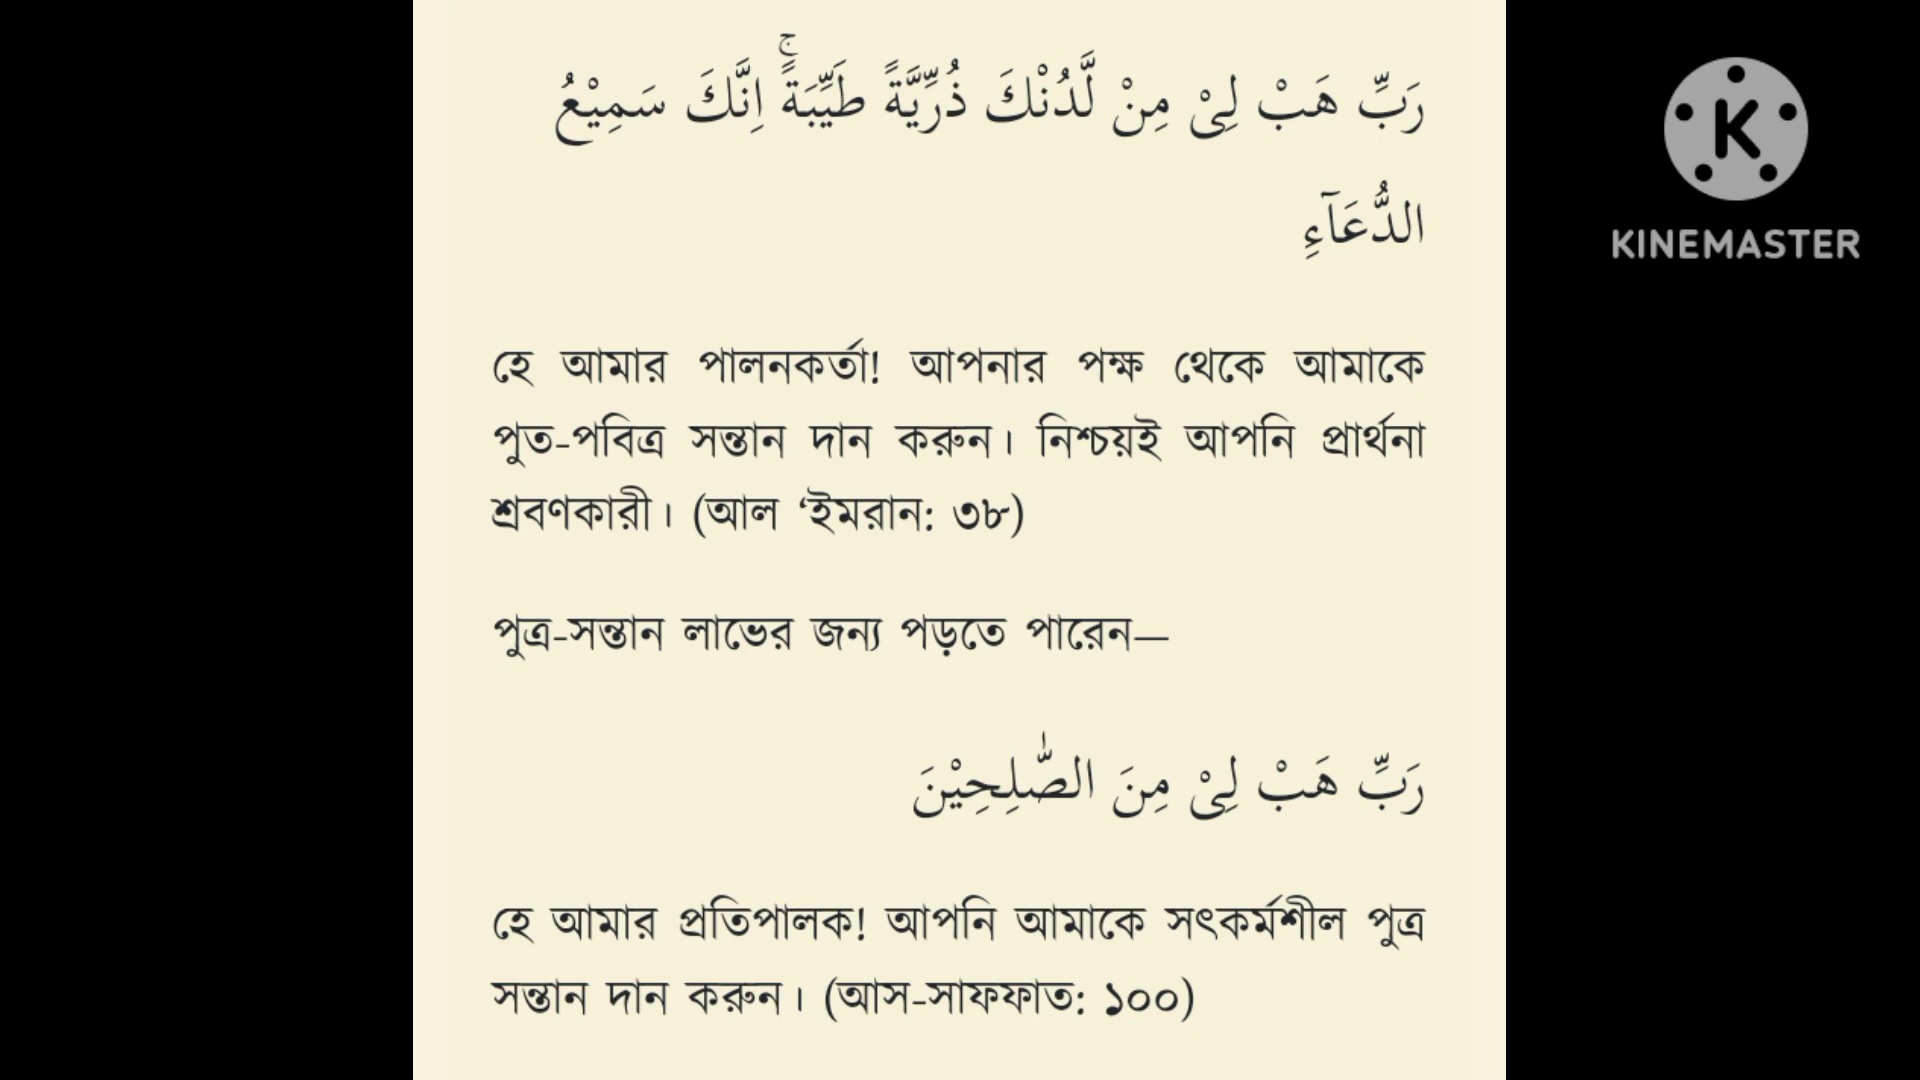 رَبِّ هَبْ لِیْ مِنْ لَّدُنْكَ ذُرِّیَّةً طَیِّبَةً ۚ اِنَّكَ سَمِیْعُ
الدُّعَآءِ
হে আমার পালনকর্তা! আপনার পক্ষ থেকে আমাকে
পুত-পবিত্র সন্তান দান করুন। নিশ্চয়ই আপনি প্রার্থনা
শ্রবণকারী। (আল ‘ইমরান: ৩৮)
পুত্র-সন্তান লাভের জন্য পড়তে পারেন—
رَبِّ هَبْ لِیْ مِنَ الصّٰلِحِیْنَ
হে আমার প্রতিপালক! আপনি আমাকে সৎকর্মশীল পুত্র
সন্তান দান করুন। (আস-সাফফাত: ১০০)
K
KINEMASTER